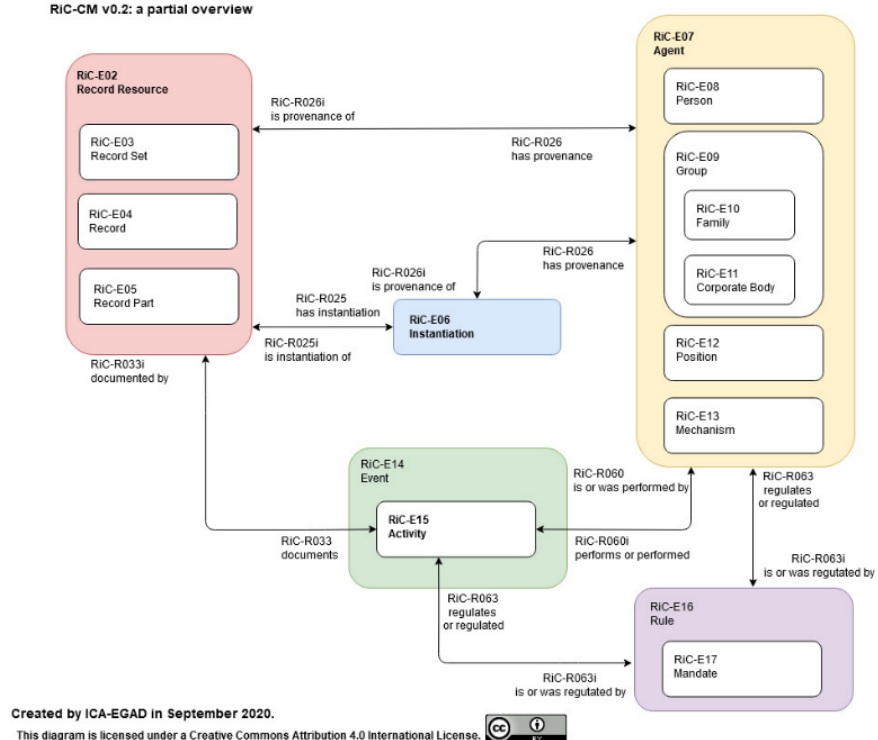 RiC-CM v0.2: a partial overview
RiC-E02
Record Resource
RiC-E03
Record Set
RiC-E04
Record
RiC-E05
Record Part
RiC-R026i
is provenance of
RiC-R026
has provenance
RiC-E07
Agent
RiC-E08
Person
RiC-E09
Group
RiC-E10
Family
RiC-E11
Corporate Body
RiC-E12
Position
RiC-E13
Mechanism
RiC-R026
has provenance
RiC-R026i
is provenance of
RiC-R025
has instantiation
RiC-R025i
is instantiation of
RiC-E06
Instantiation
RiC-R033i
documented by
RiC-E14
Event
RiC-E15
Activity
RiC-R033
documents
RiC-R060
is or was performed by
RiC-R060i
performs or performed
RiC-R063
regulates
or regulated
RiC-R063i
is or was regutated by
RiC-R063
regulates
or regulated
RiC-R063i
is or was regutated by
RiC-E16
Rule
RiC-E17
Mandate
Created by ICA-EGAD in September 2020.
This diagram is licensed under a Creative Commons Attribution 4.0 International License.
cc
BY